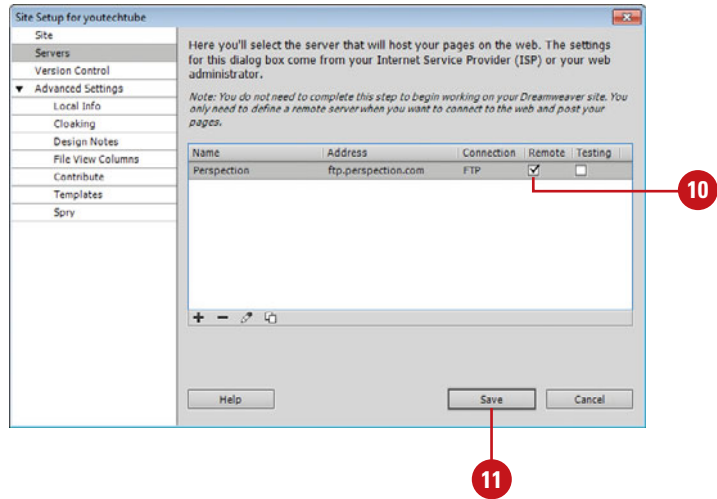 Site Setup for youtechtube
Site
Servers
Version Control
Advanced Settings
Local Info
Cloaking
Design Notes
File View Columns
Contribute
Templates
Spry
Here you'll select the server that will host your pages on the web. The settings
for this dialog box come from your Internet Service Provider (ISP) or your web
administrator.
Note: You do not need to complete this step to begin working on your Dreamweaver site. You
only need to define a remote server when you want to connect to the web and post your
pages.
Name Address Connection Remote Testing
Perspection ftp.perspection.com FTP
10
Help Save Cancel
11